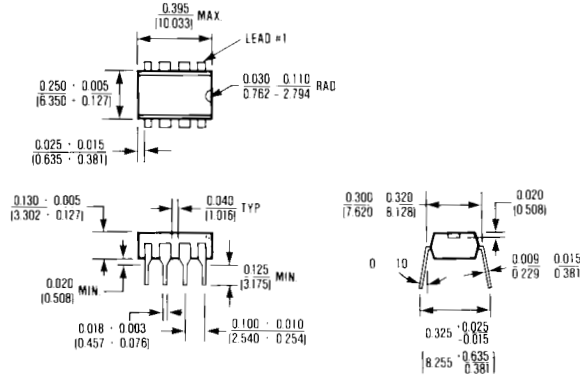 0.395
(10.033) MAX.
LEAD #1
0.250 · 0.005
(6.350 · 0.127)
0.030 0.110
0.762 – 2.794 RAD
0.025 · 0.015
(0.635 · 0.381)
0.130 · 0.005
(3.302 · 0.127)
0.040
(1.016) TYP
0.020
(0.508) MIN.
0.125
(3.175) MIN.
0.018 · 0.003
(0.457 · 0.076)
0.100 · 0.010
(2.540 · 0.254)
0.300 0.320
(7.620 8.128)
0.020
(0.508)
0 10
0.009 0.015
(0.229 0.381)
0.325 ·0.025
-0.015
(8.255 ·0.635
0.381)